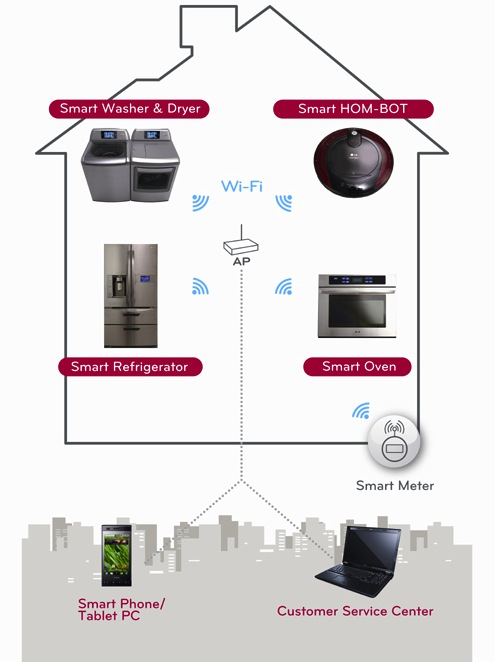 Smart Washer & Dryer
Smart HOM-BOT
Wi-Fi
AP
Smart Refrigerator
Smart Oven
Smart Meter
Smart Phone/
Tablet PC
Customer Service Center